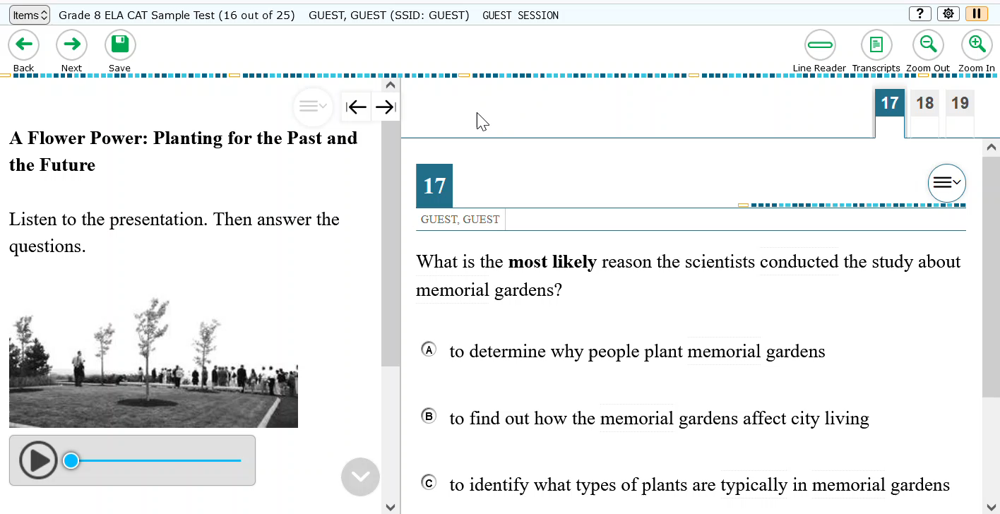 Items Grade 8 ELA CAT Sample Test (16 out of 25) GUEST, GUEST (SSID: GUEST) GUEST SESSION ?
Back Next Save Line Reader Transcripts Zoom Out Zoom In
A Flower Power: Planting for the Past and
the Future
Listen to the presentation. Then answer the
questions.
17 18 19
17
GUEST, GUEST
What is the most likely reason the scientists conducted the study about
memorial gardens?
A to determine why people plant memorial gardens
B to find out how the memorial gardens affect city living
C to identify what types of plants are typically in memorial gardens